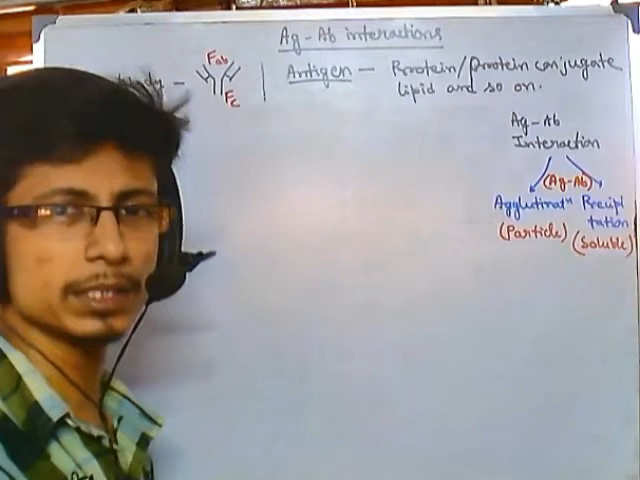 Ag-Ab interactions
Fab
Fc
Antigen - Protein/protein conjugate
lipid and so on.
Ag-Ab
Interaction
(Ag-Ab)
Agglutinatn Precipi
tation
(Particle) (Soluble)